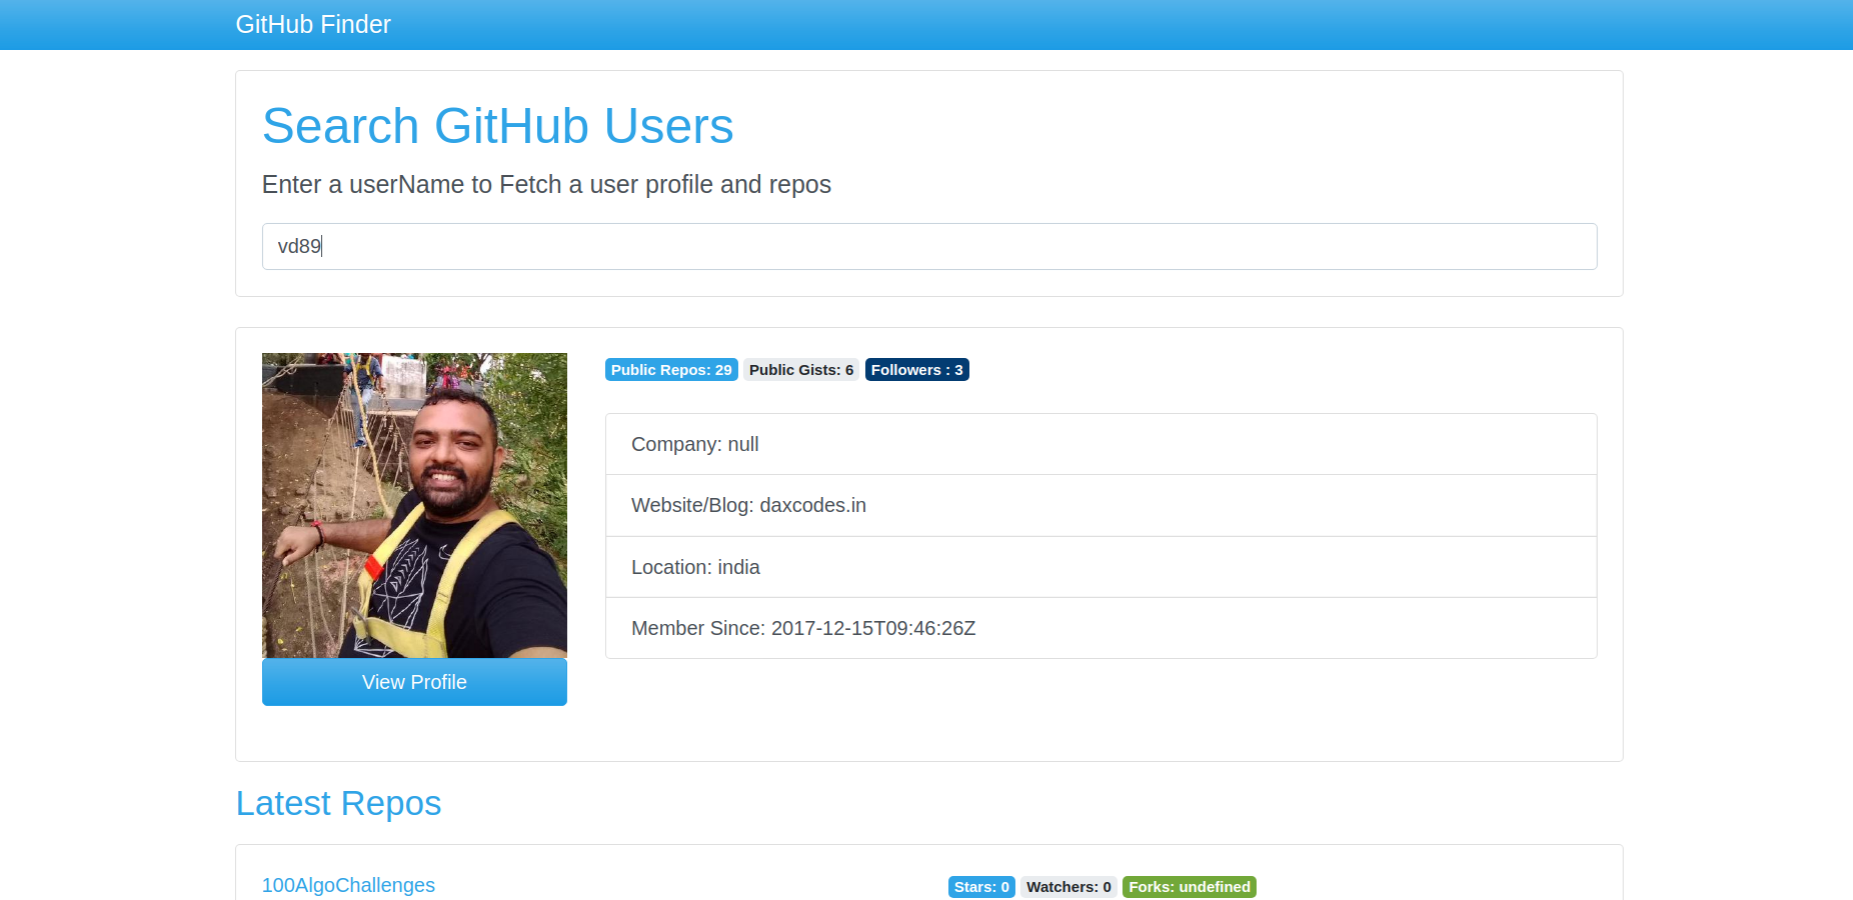 GitHub Finder
Search GitHub Users
Enter a userName to Fetch a user profile and repos
vd89
Public Repos: 29 Public Gists: 6 Followers : 3
Company: null
Website/Blog: daxcodes.in
Location: india
Member Since: 2017-12-15T09:46:26Z
View Profile
Latest Repos
100AlgoChallenges Stars: 0 Watchers: 0 Forks: undefined